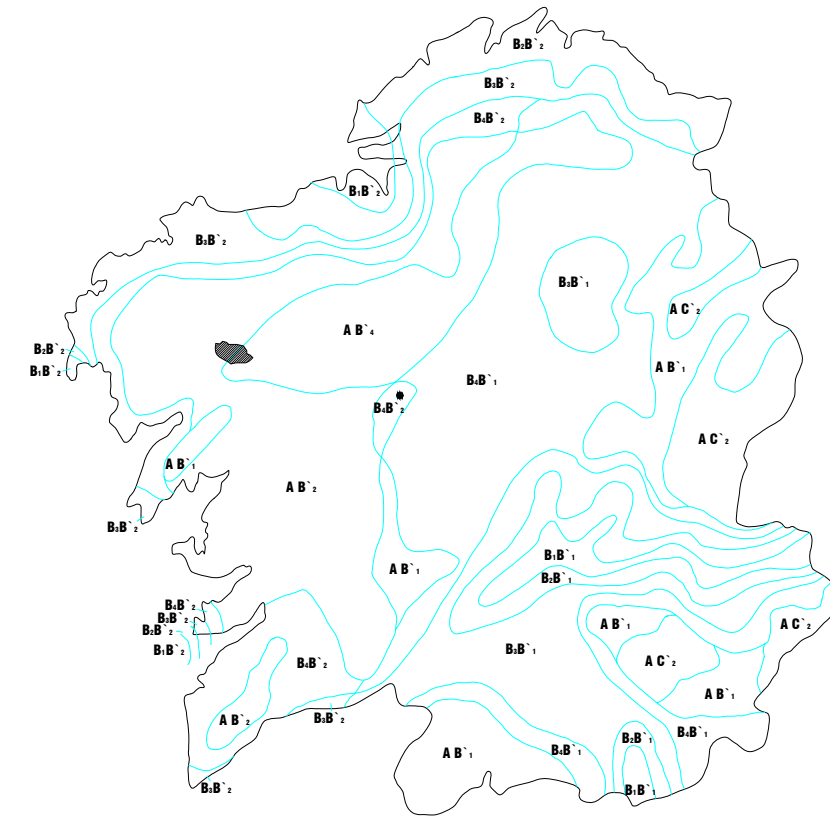 B₂B`₂
B₃B`₂
B₄B`₂
B₁B`₂
B₃B`₂
B₃B`₁
A C`₂
A B`₄
B₂B`₂
B₁B`₂
A B`₁
B₄B`₁
B₄B`₂
A C`₂
A B`₁
A B`₂
B₃B`₂
B₁B`₁
A B`₁
B₂B`₁
B₄B`₂
B₃B`₂
B₂B`₂
A B`₁
A C`₂
B₁B`₂
B₃B`₁
B₄B`₂
A C`₂
A B`₁
A B`₂
B₃B`₂
B₄B`₁
B₂B`₁
A B`₁
B₄B`₁
B₃B`₂
B₁B`₁